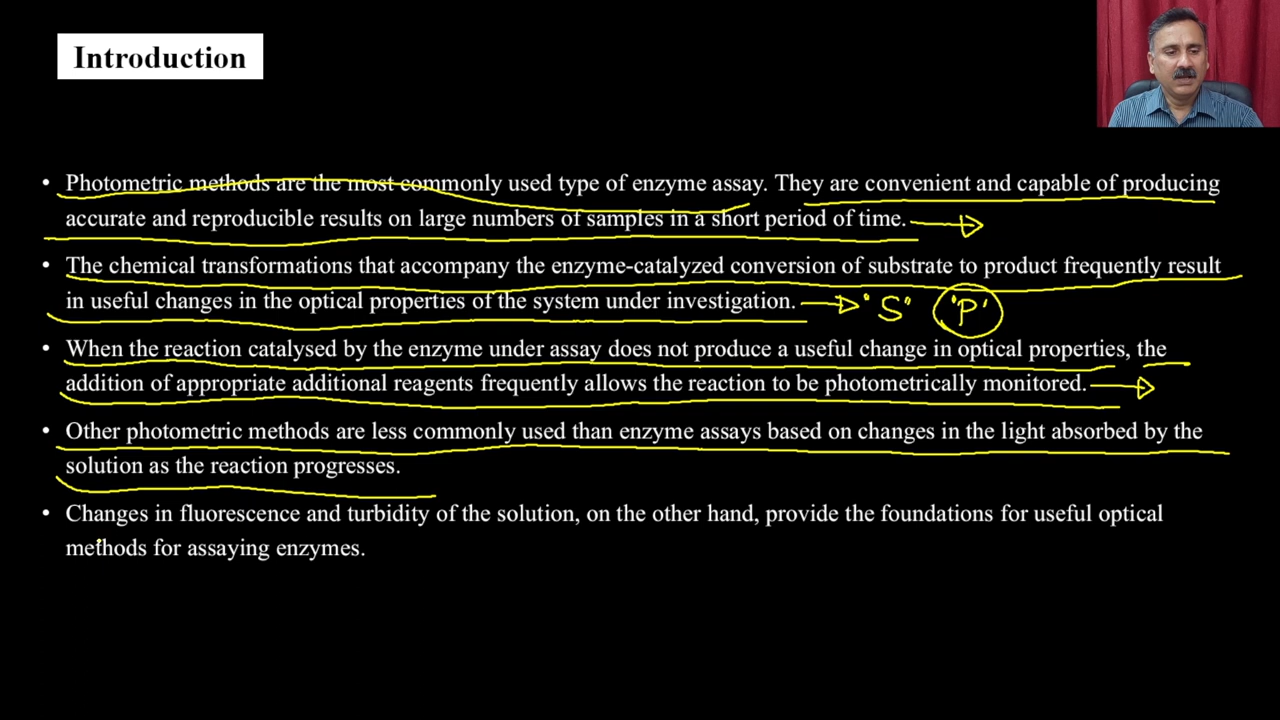 Introduction
• Photometric methods are the most commonly used type of enzyme assay. They are convenient and capable of producing
accurate and reproducible results on large numbers of samples in a short period of time.
• The chemical transformations that accompany the enzyme-catalyzed conversion of substrate to product frequently result
in useful changes in the optical properties of the system under investigation. 'S' 'P'
• When the reaction catalysed by the enzyme under assay does not produce a useful change in optical properties, the
addition of appropriate additional reagents frequently allows the reaction to be photometrically monitored.
• Other photometric methods are less commonly used than enzyme assays based on changes in the light absorbed by the
solution as the reaction progresses.
• Changes in fluorescence and turbidity of the solution, on the other hand, provide the foundations for useful optical
methods for assaying enzymes.